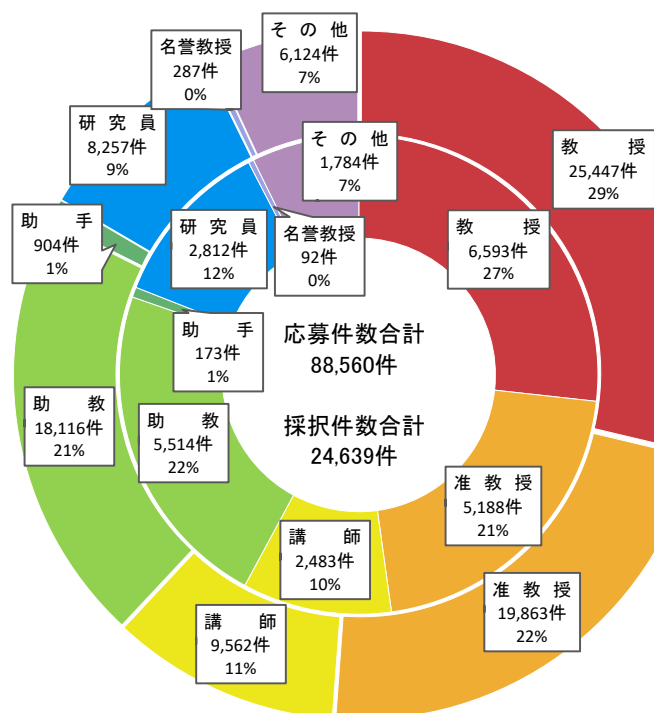 その他
6,124件
7%
名誉教授
287件
0%
研究員
8,257件
9%
助手
904件
1%
助教
18,116件
21%
講師
9,562件
11%
准教授
19,863件
22%
教授
25,447件
29%
その他
1,784件
7%
名誉教授
92件
0%
研究員
2,812件
12%
助手
173件
1%
助教
5,514件
22%
講師
2,483件
10%
准教授
5,188件
21%
教授
6,593件
27%
応募件数合計
88,560件
採択件数合計
24,639件